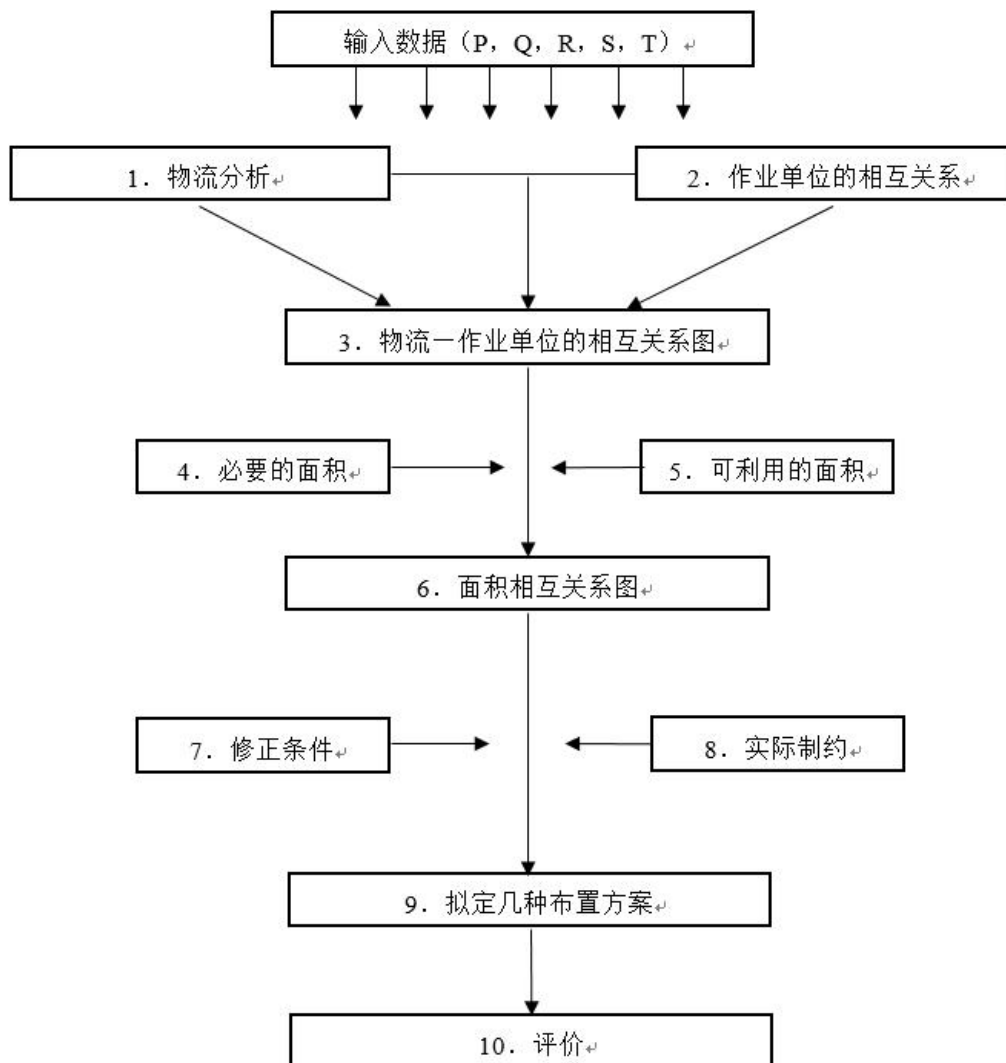 输入数据（P，Q，R，S，T）↵
1．物流分析↵
2．作业单位的相互关系↵
3．物流－作业单位的相互关系图↵
4．必要的面积↵
5．可利用的面积↵
6．面积相互关系图↵
7．修正条件↵
8．实际制约↵
9．拟定几种布置方案↵
10．评价↵